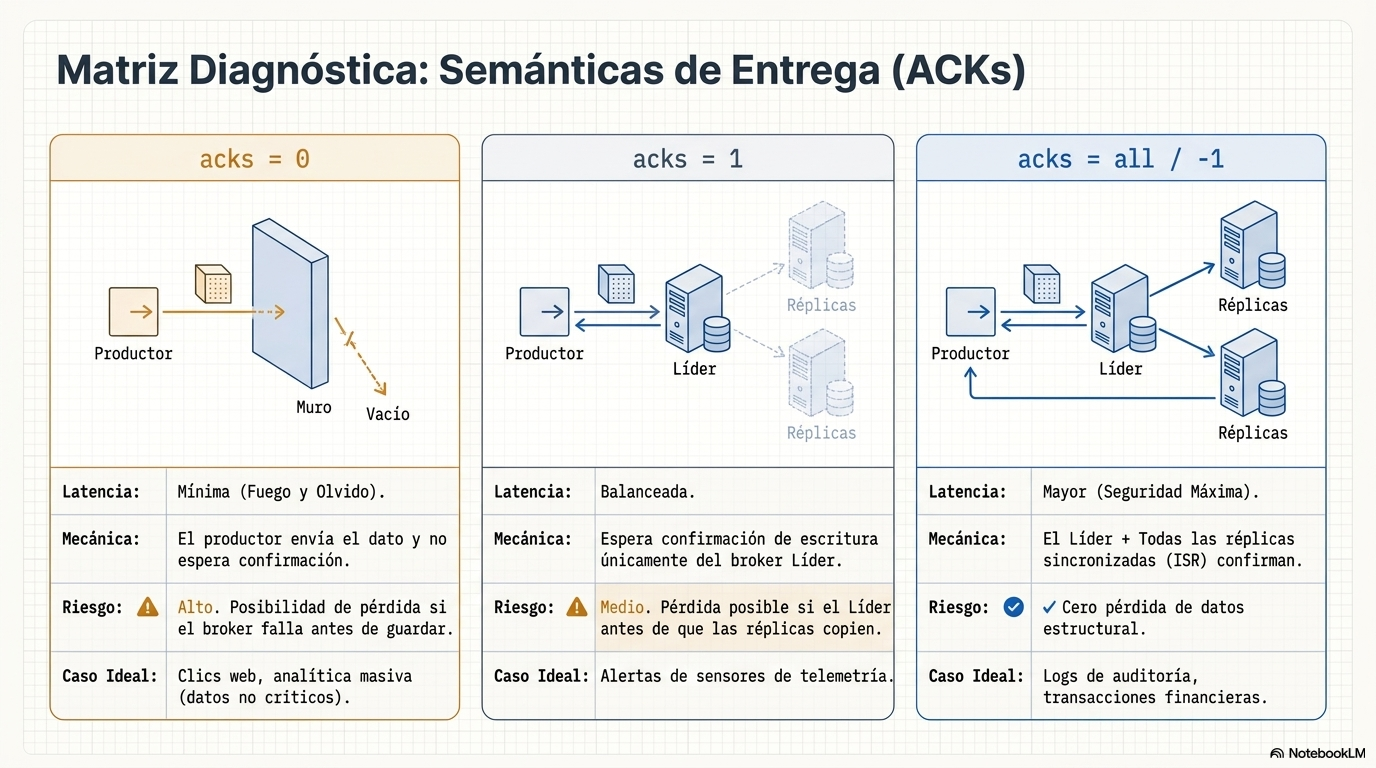 Matriz Diagnóstica: Semánticas de Entrega (ACKs)
acks = 0
Productor
Muro
Vacío
Latencia: Mínima (Fuego y Olvido).
Mecánica: El productor envía el dato y no
espera confirmación.
Riesgo: Alto. Posibilidad de pérdida si
el broker falla antes de guardar.
Caso Ideal: Clics web, analítica masiva
(datos no críticos).
acks = 1
Productor
Líder
Réplicas
Réplicas
Latencia: Balanceada.
Mecánica: Espera confirmación de escritura
únicamente del broker Líder.
Riesgo: Medio. Pérdida posible si el Líder
antes de que las réplicas copien.
Caso Ideal: Alertas de sensores de telemetría.
acks = all / -1
Productor
Líder
Réplicas
Réplicas
Latencia: Mayor (Seguridad Máxima).
Mecánica: El Líder + Todas las réplicas
sincronizadas (ISR) confirman.
Riesgo: ✓ Cero pérdida de datos
estructural.
Caso Ideal: Logs de auditoría,
transacciones financieras.
NotebookLM